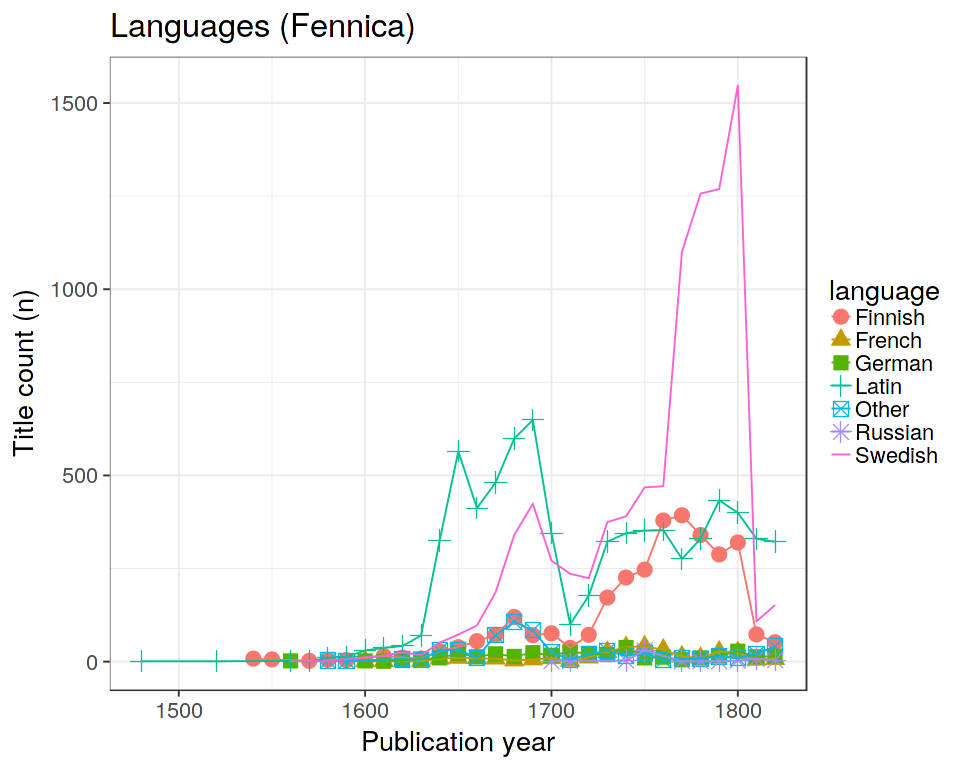 Languages (Fennica)
Title count (n)
1500
1000
500
0
1500
1600
1700
1800
Publication year
language
Finnish
French
German
Latin
Other
Russian
Swedish